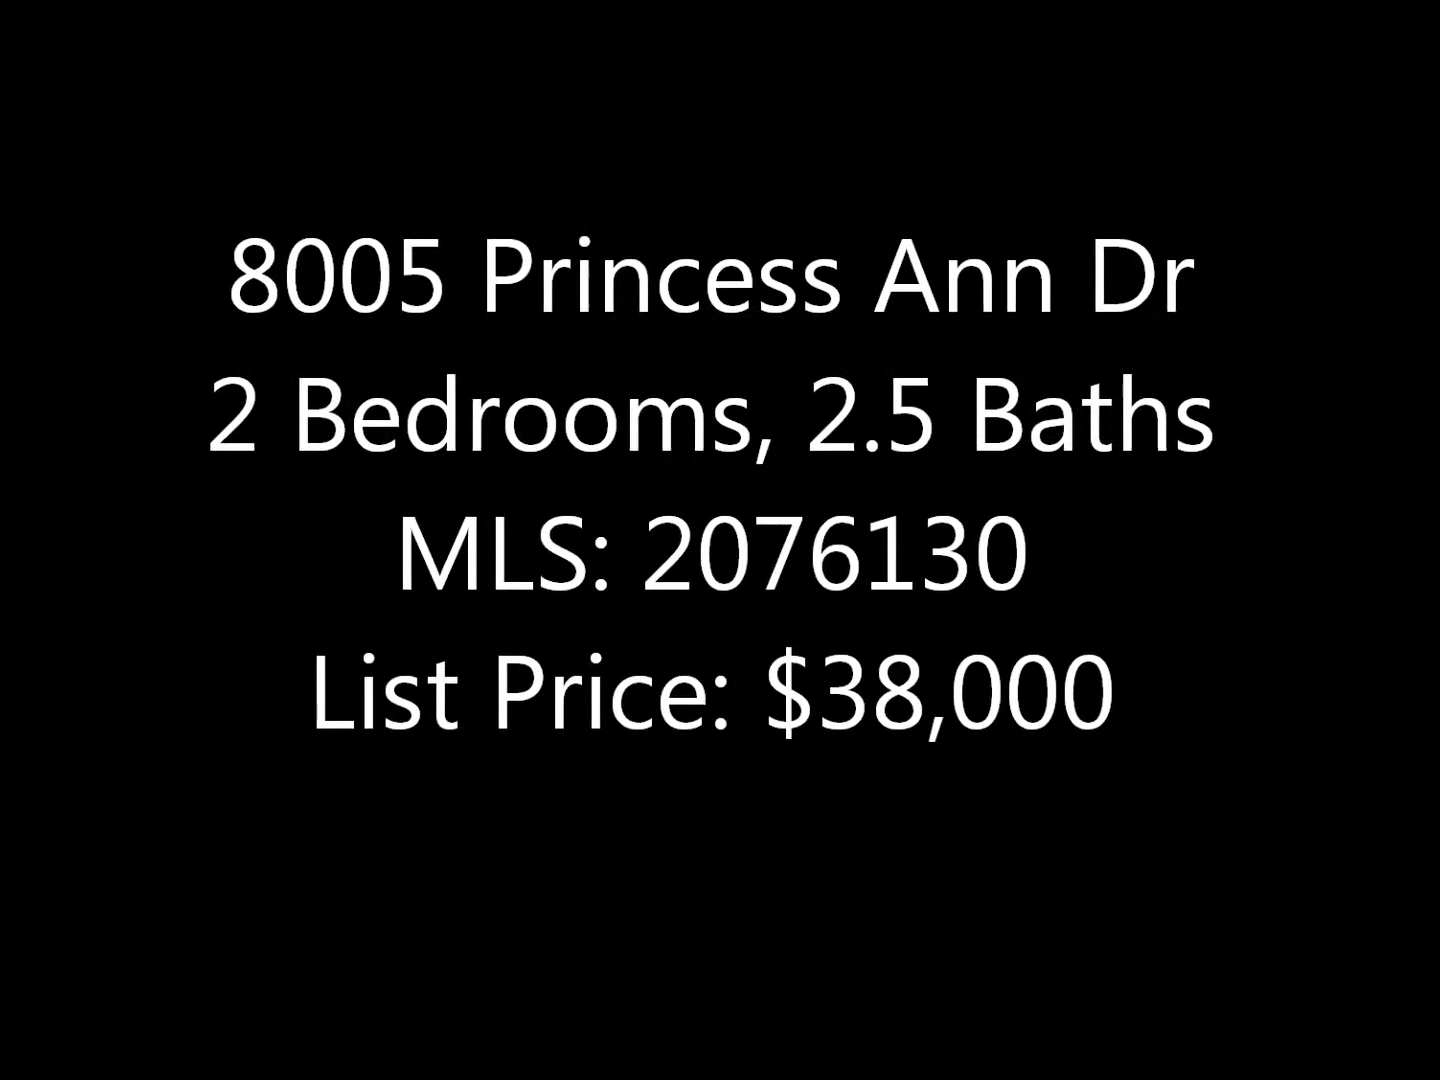 8005 Princess Ann Dr
2 Bedrooms, 2.5 Baths
MLS: 2076130
List Price: $38,000